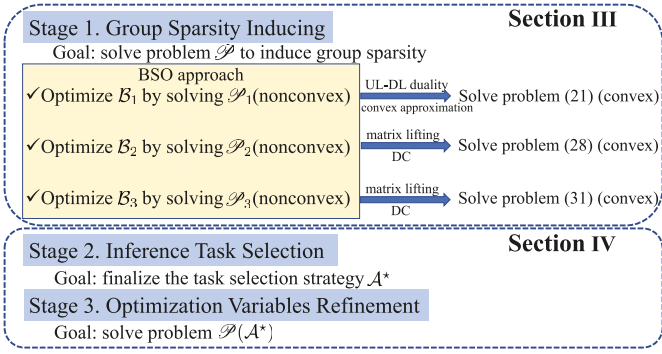 Section III
Stage 1. Group Sparsity Inducing
Goal: solve problem 𝒫 to induce group sparsity
BSO approach
✓Optimize ℬ₁ by solving 𝒫₁(nonconvex)
UL-DL duality
convex approximation
Solve problem (21) (convex)
✓Optimize ℬ₂ by solving 𝒫₂(nonconvex)
matrix lifting
DC
Solve problem (28) (convex)
✓Optimize ℬ₃ by solving 𝒫₃(nonconvex)
matrix lifting
DC
Solve problem (31) (convex)
Section IV
Stage 2. Inference Task Selection
Goal: finalize the task selection strategy 𝒜⋆
Stage 3. Optimization Variables Refinement
Goal: solve problem 𝒫(𝒜⋆)